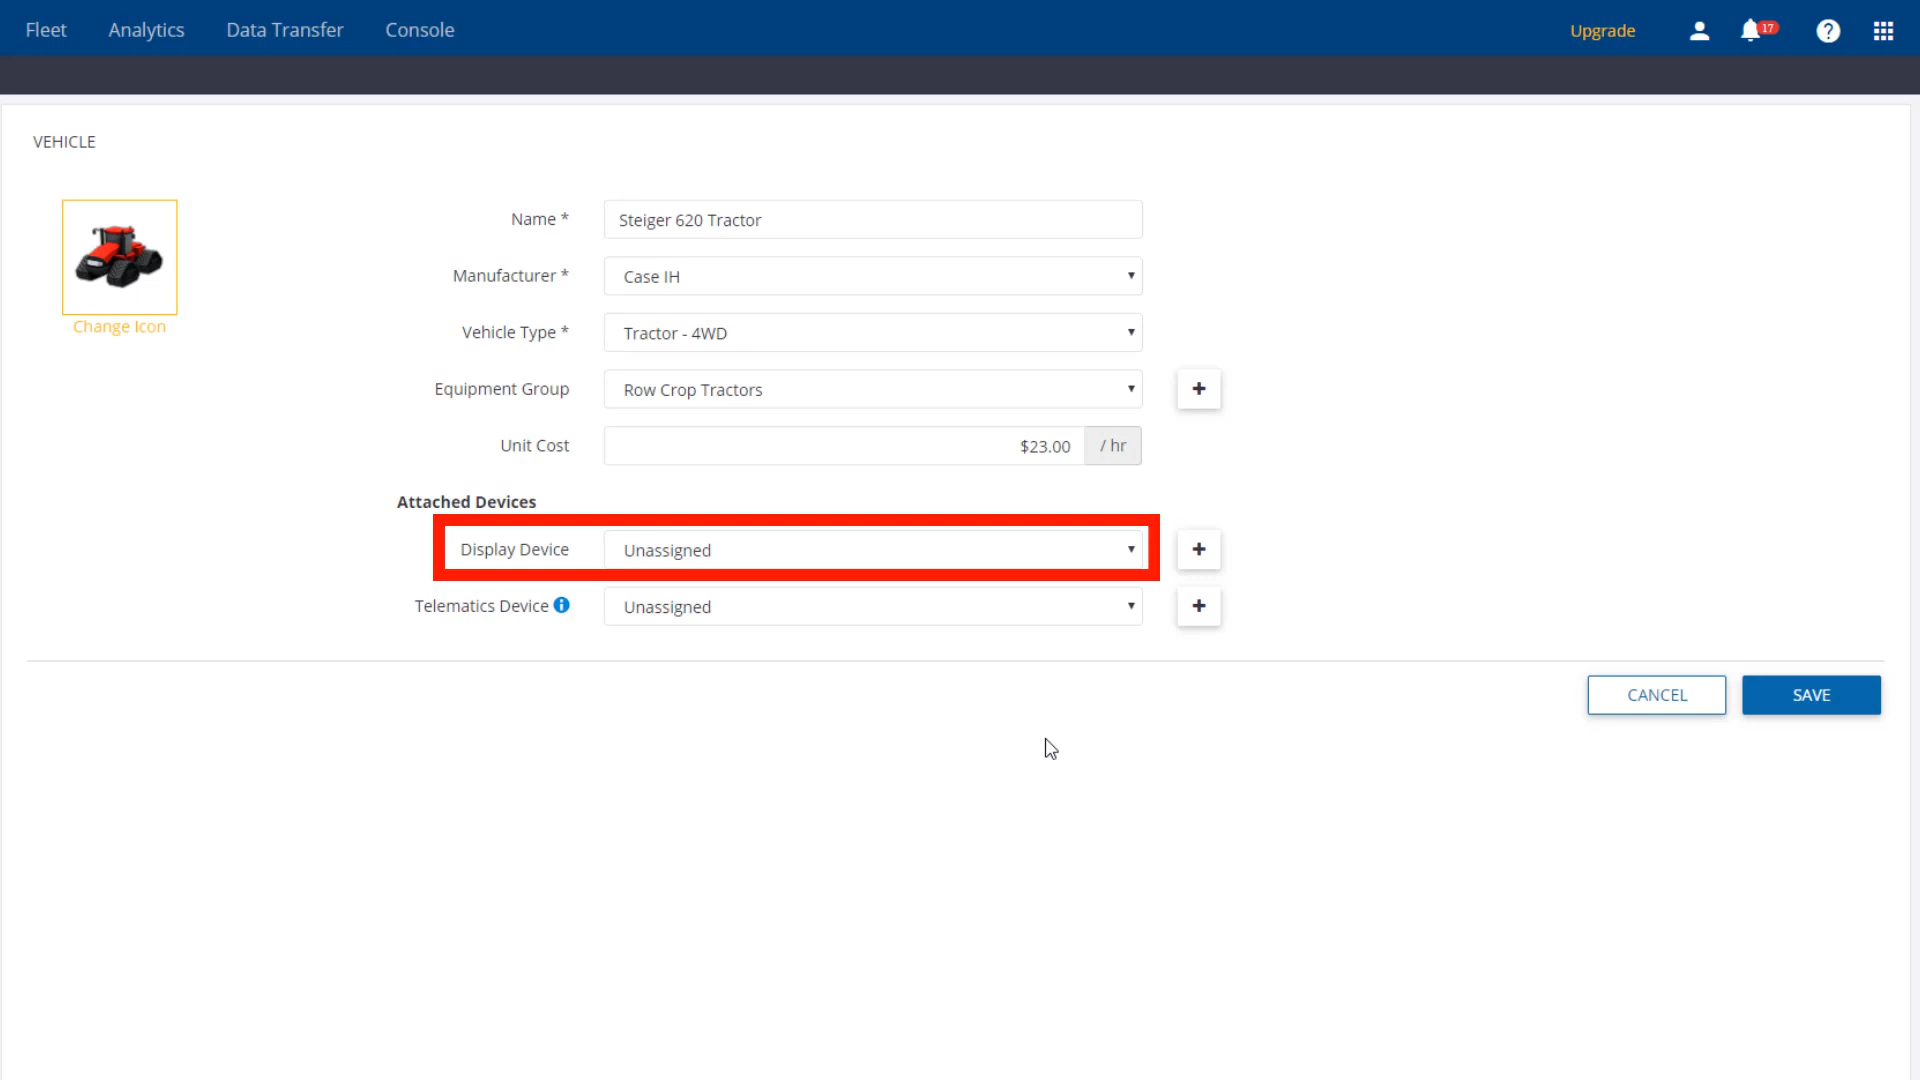 Fleet Analytics Data Transfer Console Upgrade 17 ?
VEHICLE
Change Icon
Name * Steiger 620 Tractor
Manufacturer * Case IH
Vehicle Type * Tractor - 4WD
Equipment Group Row Crop Tractors +
Unit Cost $23.00 / hr
Attached Devices
Display Device Unassigned +
Telematics Device i Unassigned +
CANCEL SAVE